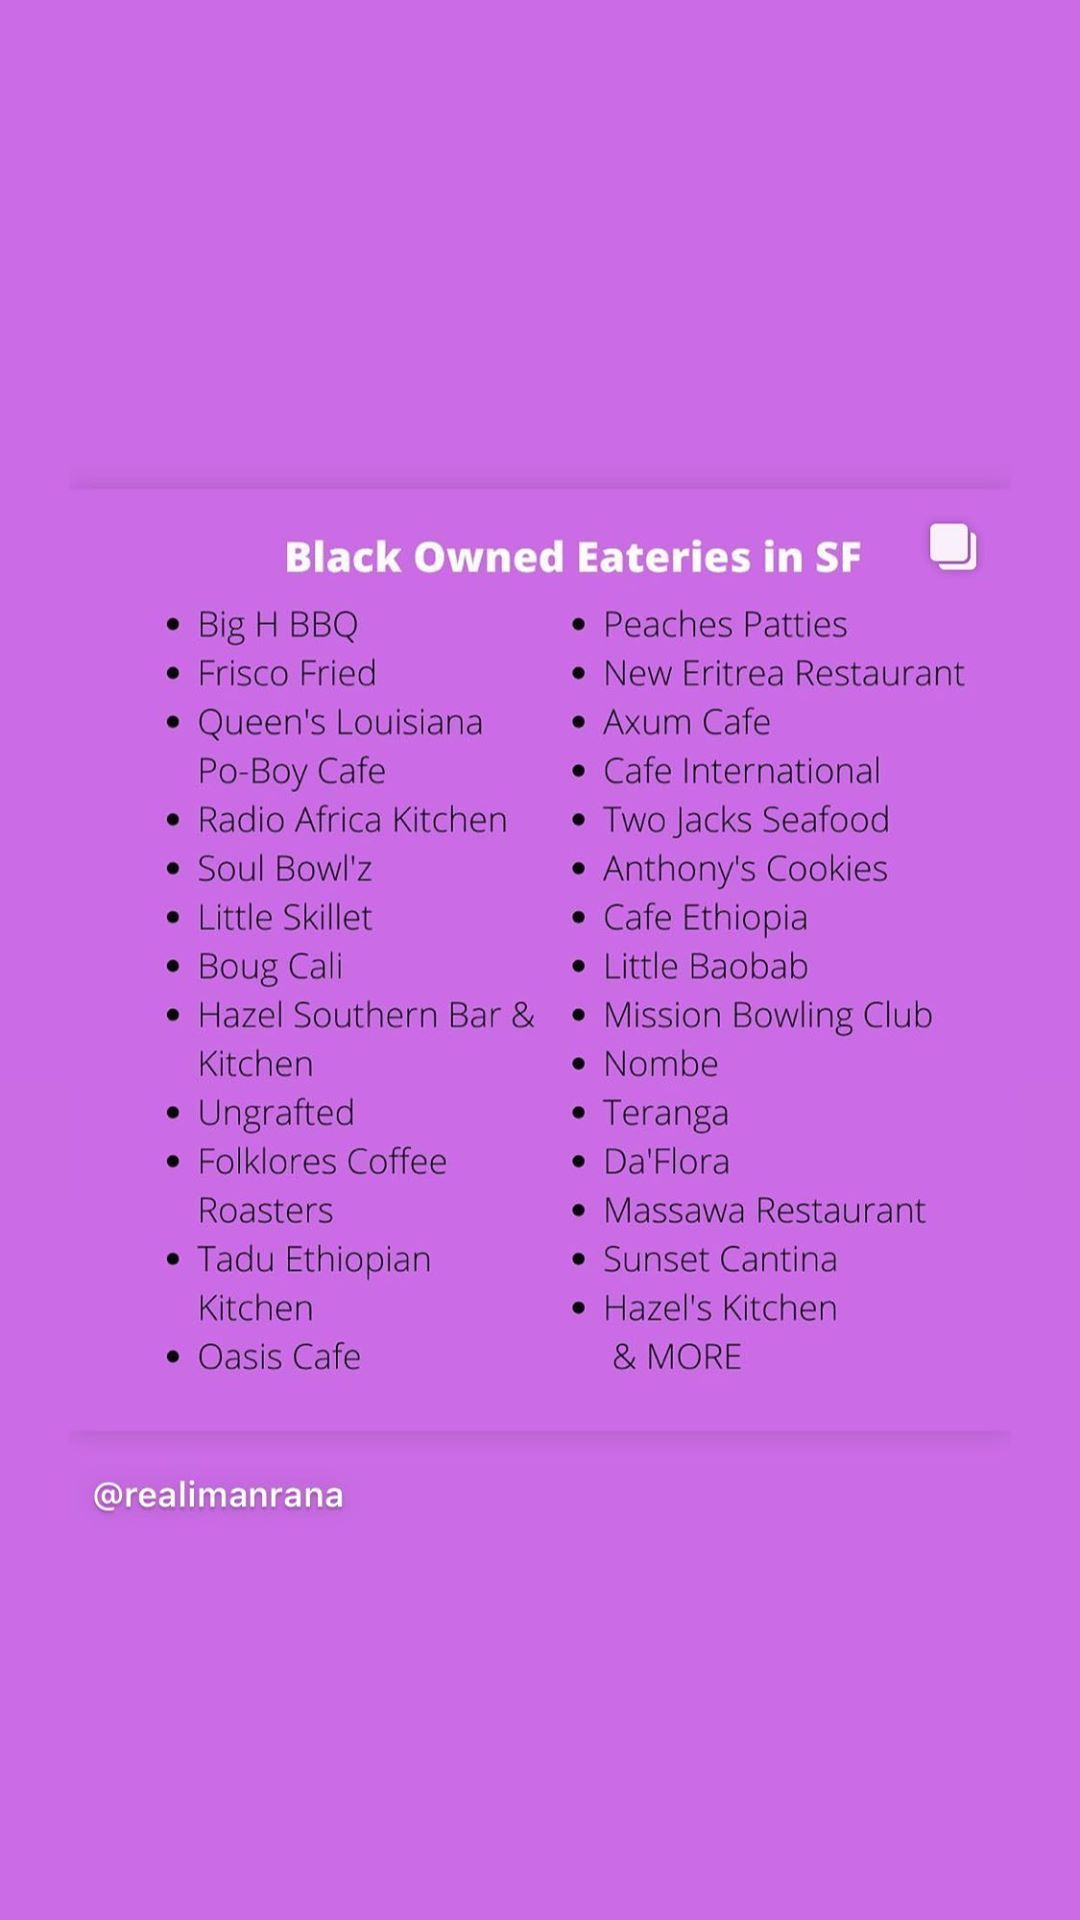 Black Owned Eateries in SF
• Big H BBQ
• Frisco Fried
• Queen's Louisiana
Po-Boy Cafe
• Radio Africa Kitchen
• Soul Bowl'z
• Little Skillet
• Boug Cali
• Hazel Southern Bar &
Kitchen
• Ungrafted
• Folklores Coffee
Roasters
• Tadu Ethiopian
Kitchen
• Oasis Cafe
• Peaches Patties
• New Eritrea Restaurant
• Axum Cafe
• Cafe International
• Two Jacks Seafood
• Anthony's Cookies
• Cafe Ethiopia
• Little Baobab
• Mission Bowling Club
• Nombe
• Teranga
• Da'Flora
• Massawa Restaurant
• Sunset Cantina
• Hazel's Kitchen
& MORE
@realimanrana